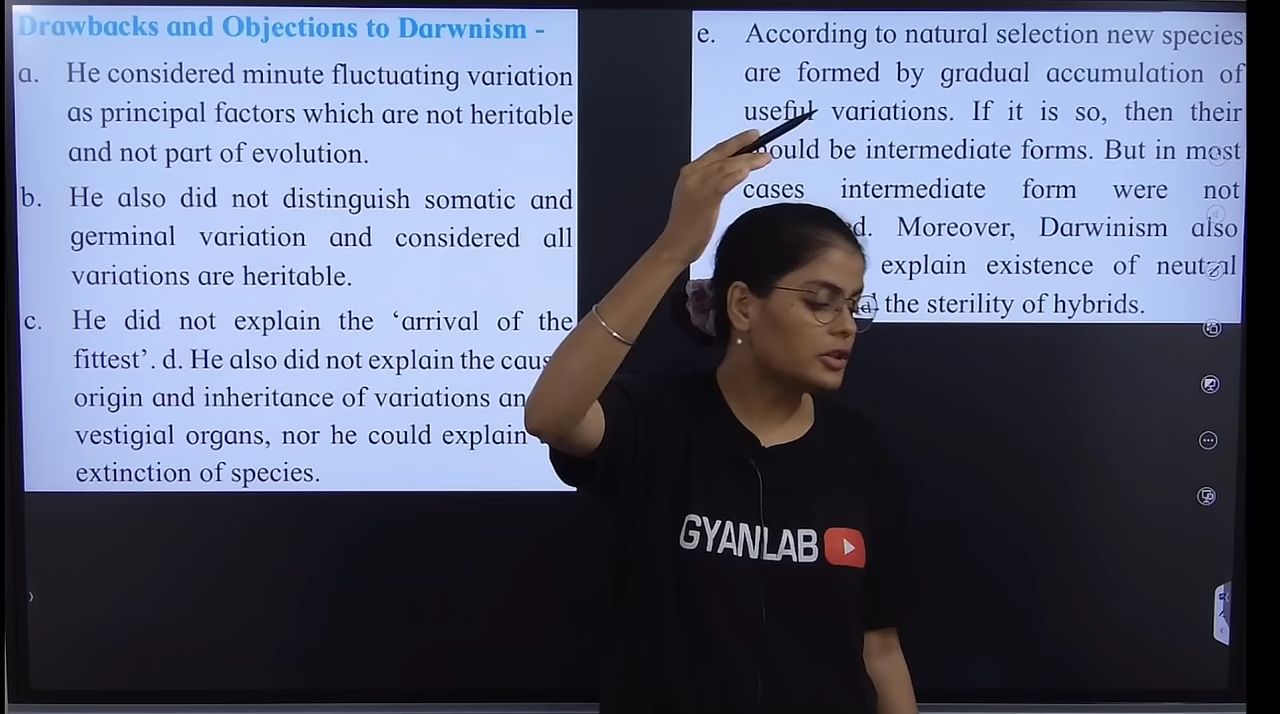 Drawbacks and Objections to Darwnism -
a. He considered minute fluctuating variation
as principal factors which are not heritable
and not part of evolution.
b. He also did not distinguish somatic and
germinal variation and considered all
variations are heritable.
c. He did not explain the ‘arrival of the
fittest’. d. He also did not explain the
origin and inheritance of variations
vestigial organs, nor he could explain
extinction of species.
e. According to natural selection new species
are formed by gradual accumulation of
useful variations. If it is so, then their
be intermediate forms. But in most
cases intermediate form were not
Moreover, Darwinism also
explain existence of neutral
the sterility of hybrids.
GYANLAB